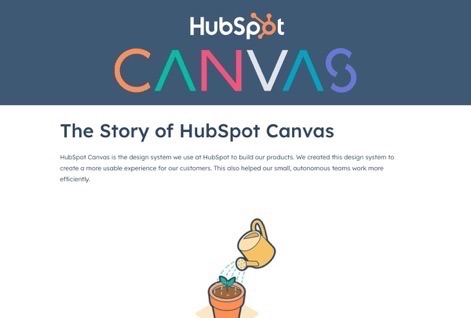 HubSpot
CANVAS
The Story of HubSpot Canvas
HubSpot Canvas is the design system we use at HubSpot to build our products. We created this design system to
create a more usable experience for our customers. This also helped our small, autonomous teams work more
efficiently.